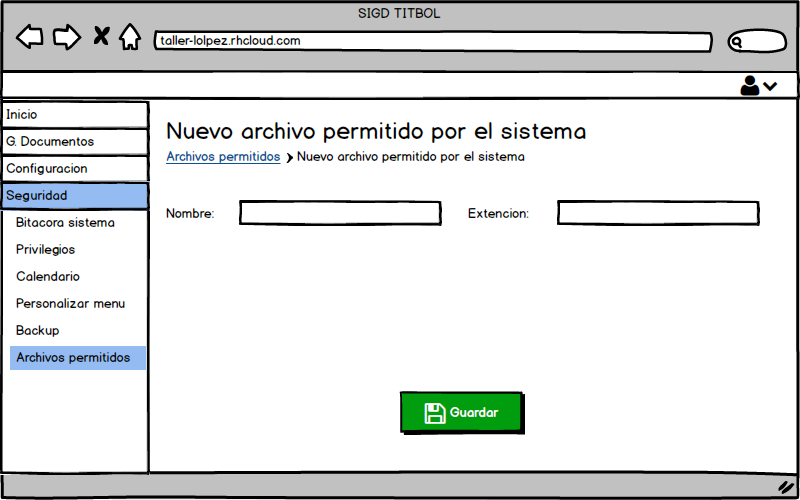 SIGD TITBOL
taller-lolpez.rhcloud.com
Inicio
G. Documentos
Configuracion
Seguridad
Bitacora sistema
Privilegios
Calendario
Personalizar menu
Backup
Archivos permitidos
Nuevo archivo permitido por el sistema
Archivos permitidos Nuevo archivo permitido por el sistema
Nombre: Extencion:
Guardar